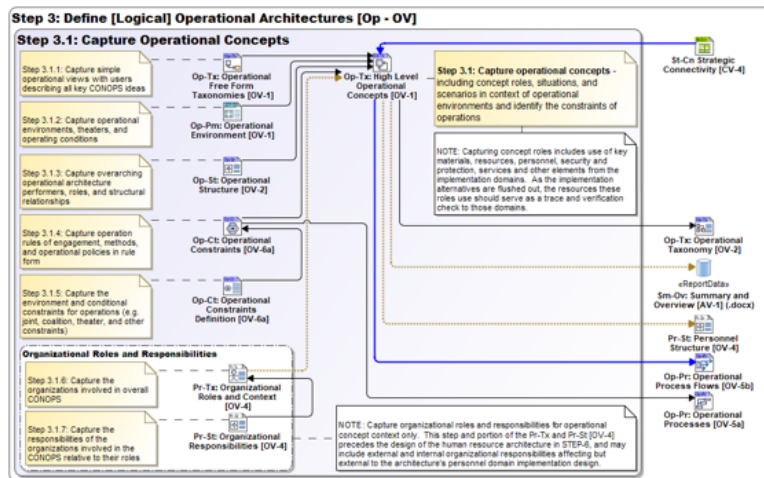 Step 3: Define [Logical] Operational Architectures [Op - OV]
Step 3.1: Capture Operational Concepts
Step 3.1.1: Capture simple
operational views with users
describing all key CONOPS ideas
Op-Tx: Operational
Free Form
Taxonomies [OV-1]
Op-Tx: High Level
Operational
Concepts [OV-1]
Step 3.1: Capture operational concepts -
including concept roles, situations, and
scenarios in context of operational
environments and identify the constraints of
operations
St-Cn Strategic
Connectivity [CV-4]
Step 3.1.2: Capture operational
environments, theaters, and
operating conditions
Op-Pm: Operational
Environment [OV-1]
NOTE: Capturing concept roles includes use of key
materials, resources, personnel, security and
protection, services and other elements from the
implementation domains. As the implementation
alternatives are flushed out, the resources these
roles use should serve as a trace and verification
check to those domains.
Step 3.1.3: Capture overarching
operational architecture
performers, roles, and structural
relationships
Op-St: Operational
Structure [OV-2]
Step 3.1.4: Capture operation
rules of engagement, methods,
and operational policies in rule
form
Op-Ct: Operational
Constraints [OV-6a]
Op-Tx: Operational
Taxonomy [OV-2]
Step 3.1.5: Capture the
environment and conditional
constraints for operations (e.g.
joint, coalition, theater, and other
constraints)
Op-Ct: Operational
Constraints
Definition [OV-6a]
«ReportData»
Sm-Ov: Summary and
Overview [AV-1] (.docx)
Pr-St: Personnel
Structure [OV-4]
Organizational Roles and Responsibilities
Step 3.1.6: Capture the
organizations involved in overall
CONOPS
Pr-Tx: Organizational
Roles and Context
[OV-4]
Op-Pr: Operational
Process Flows [OV-5b]
Step 3.1.7: Capture the
responsibilities of the
organizations involved in the
CONOPS relative to their roles
Pr-St: Organizational
Responsibilities [OV-4]
NOTE: Capture organizational roles and responsibilities for operational
concept context only. This step and portion of the Pr-Tx and Pr-St [OV-4]
precedes the design of the human resource architecture in STEP-6, and may
include external and internal organizational responsibilities affecting but
external to the architecture's personnel domain implementation design.
Op-Pr: Operational
Processes [OV-5a]